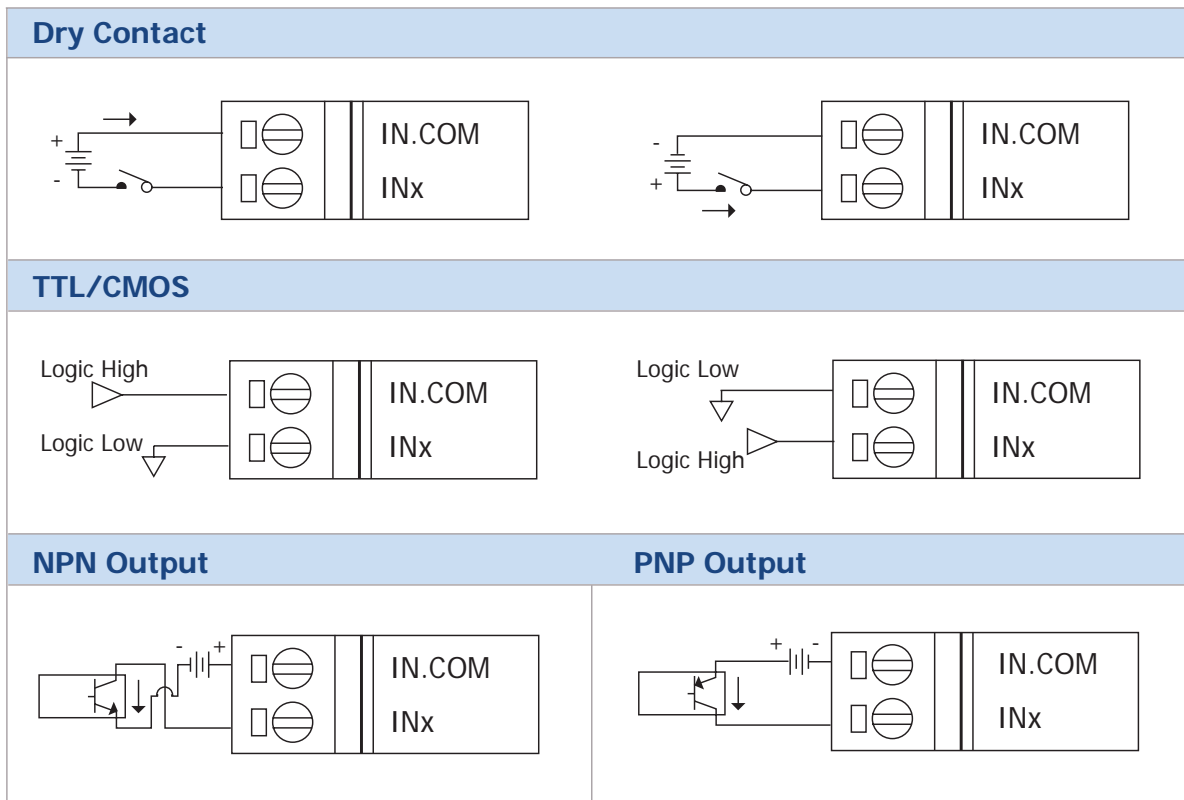 Dry Contact
+
-
IN.COM
INx
-
+
IN.COM
INx
TTL/CMOS
Logic High
Logic Low
IN.COM
INx
Logic Low
Logic High
IN.COM
INx
NPN Output
- +
IN.COM
INx
PNP Output
+ -
IN.COM
INx